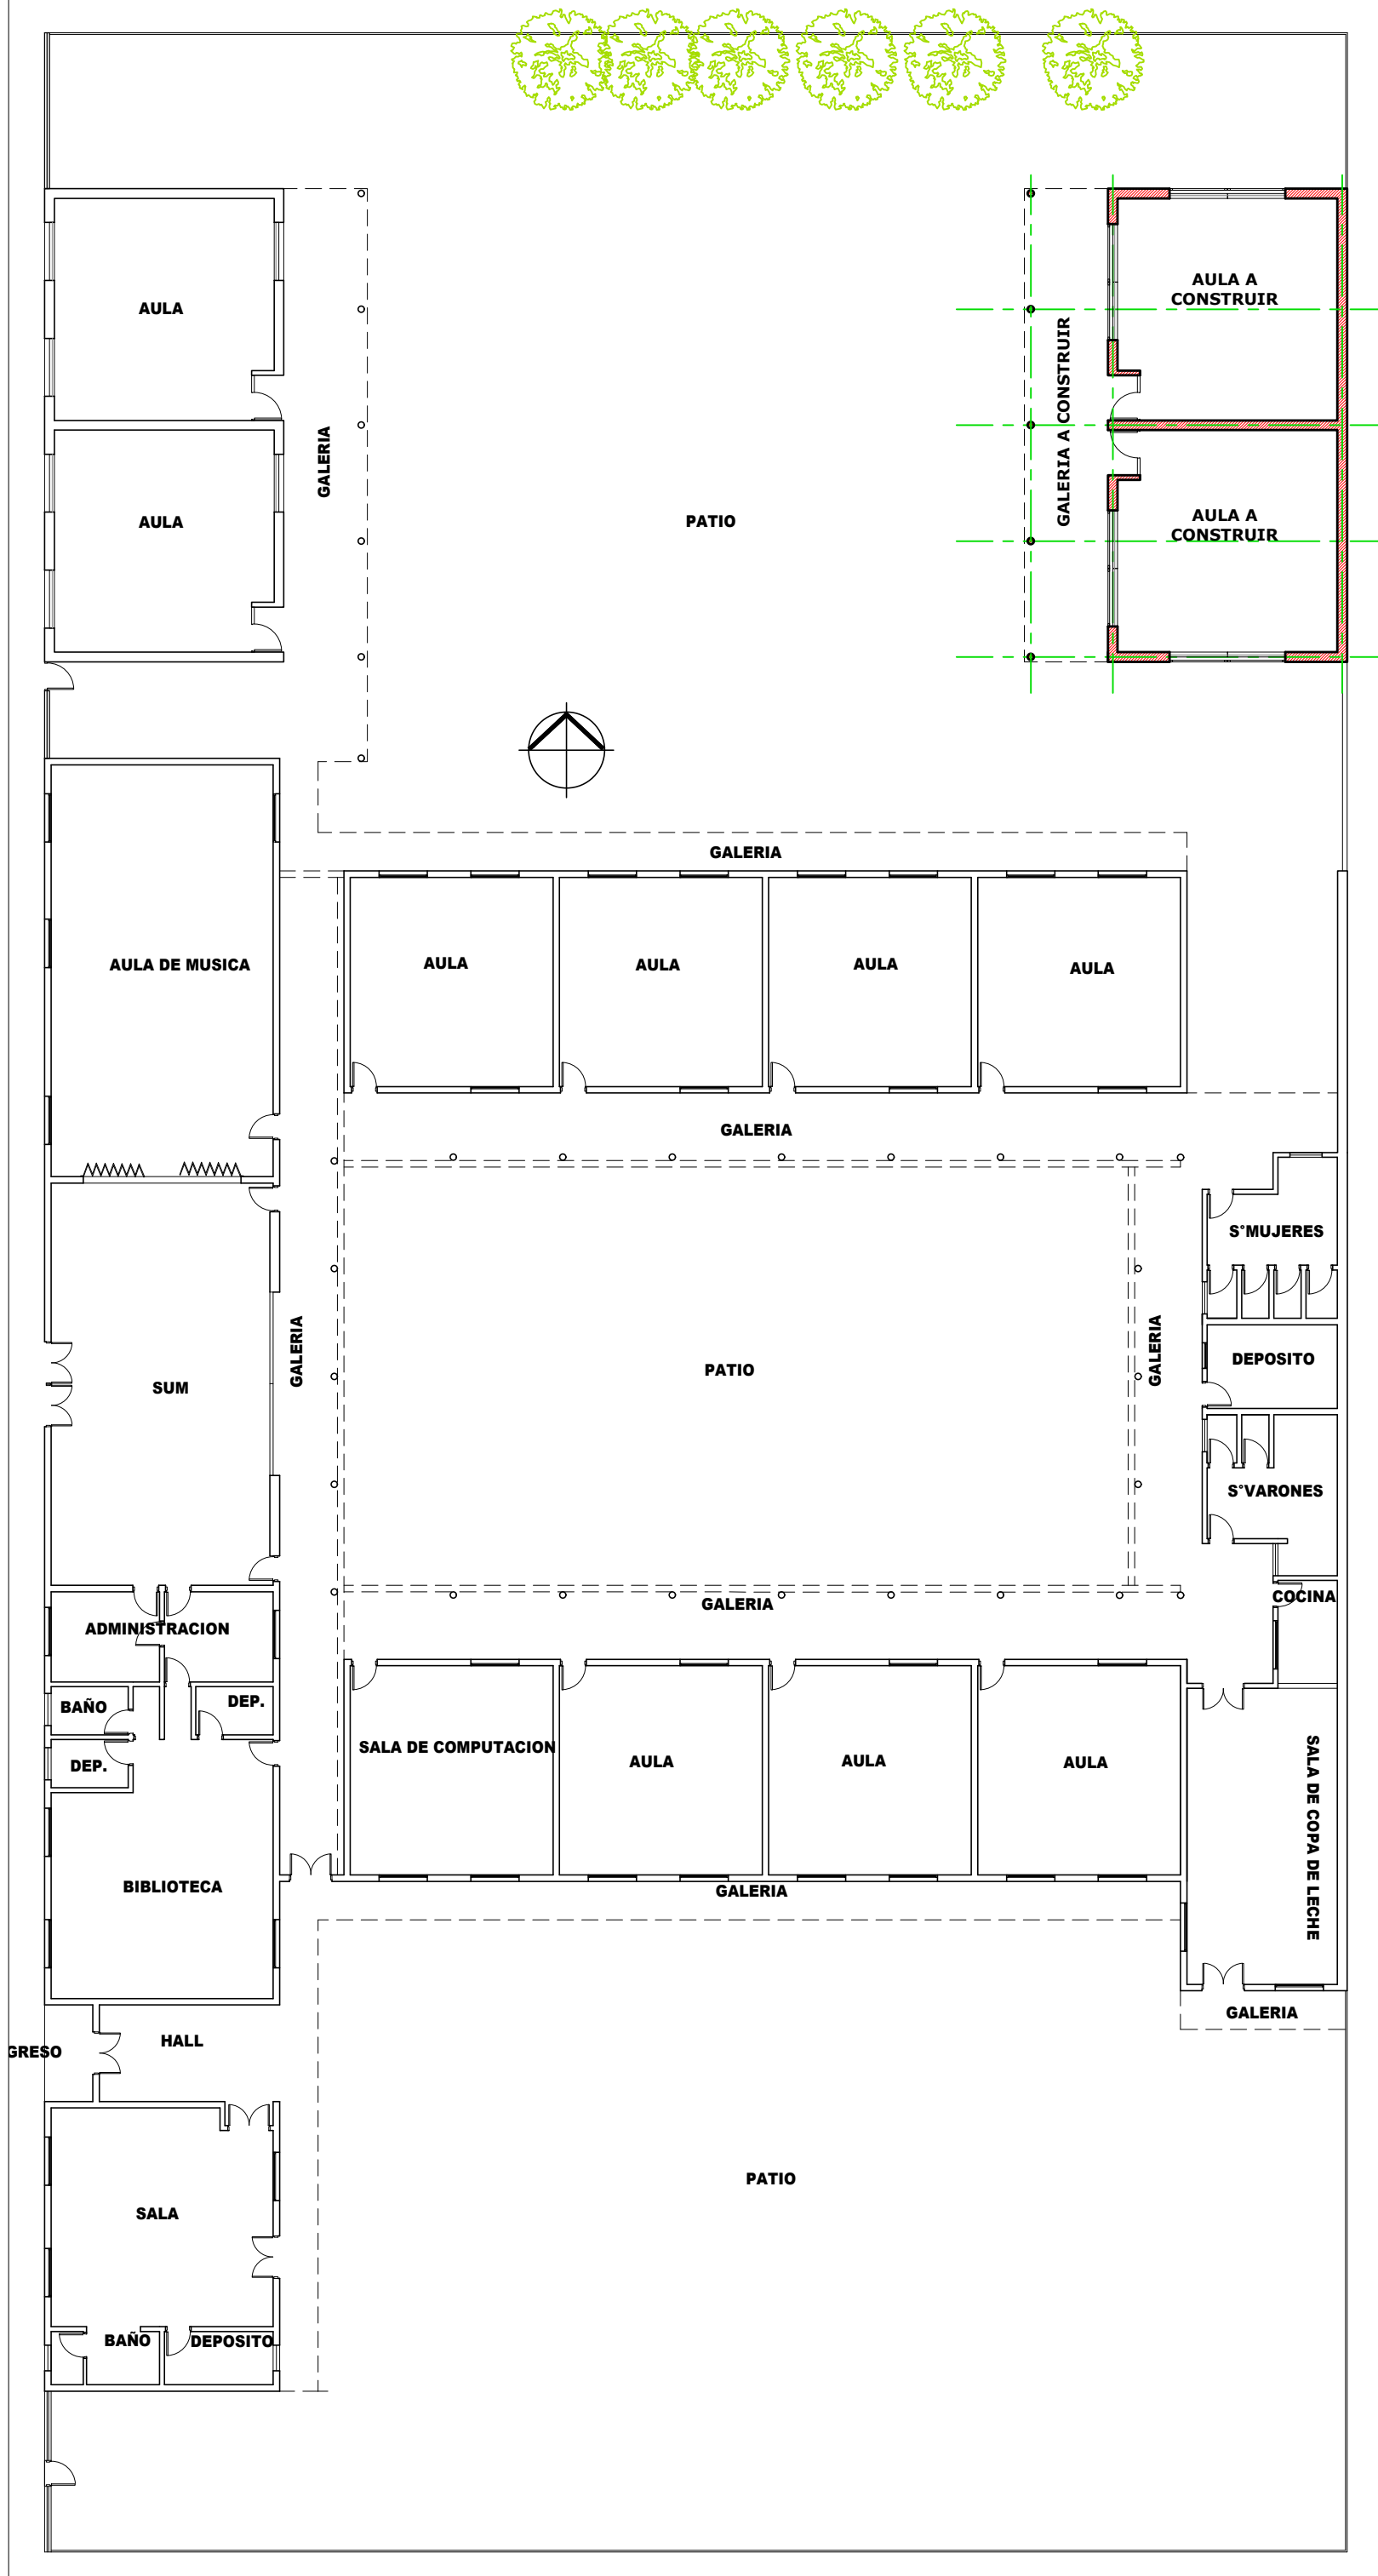 AULA
AULA A
CONSTRUIR
GALERIA A CONSTRUIR
GALERIA
AULA
PATIO
AULA A
CONSTRUIR
GALERIA
AULA DE MUSICA
AULA
AULA
AULA
AULA
GALERIA
S°MUJERES
GALERIA
GALERIA
DEPOSITO
PATIO
SUM
S°VARONES
COCINA
GALERIA
ADMINISTRACION
BAÑO
DEP.
SALA DE COMPUTACION
AULA
AULA
AULA
DEP.
SALA DE COPA DE LECHE
BIBLIOTECA
GALERIA
GALERIA
HALL
GRESO
PATIO
SALA
BAÑO
DEPOSITO